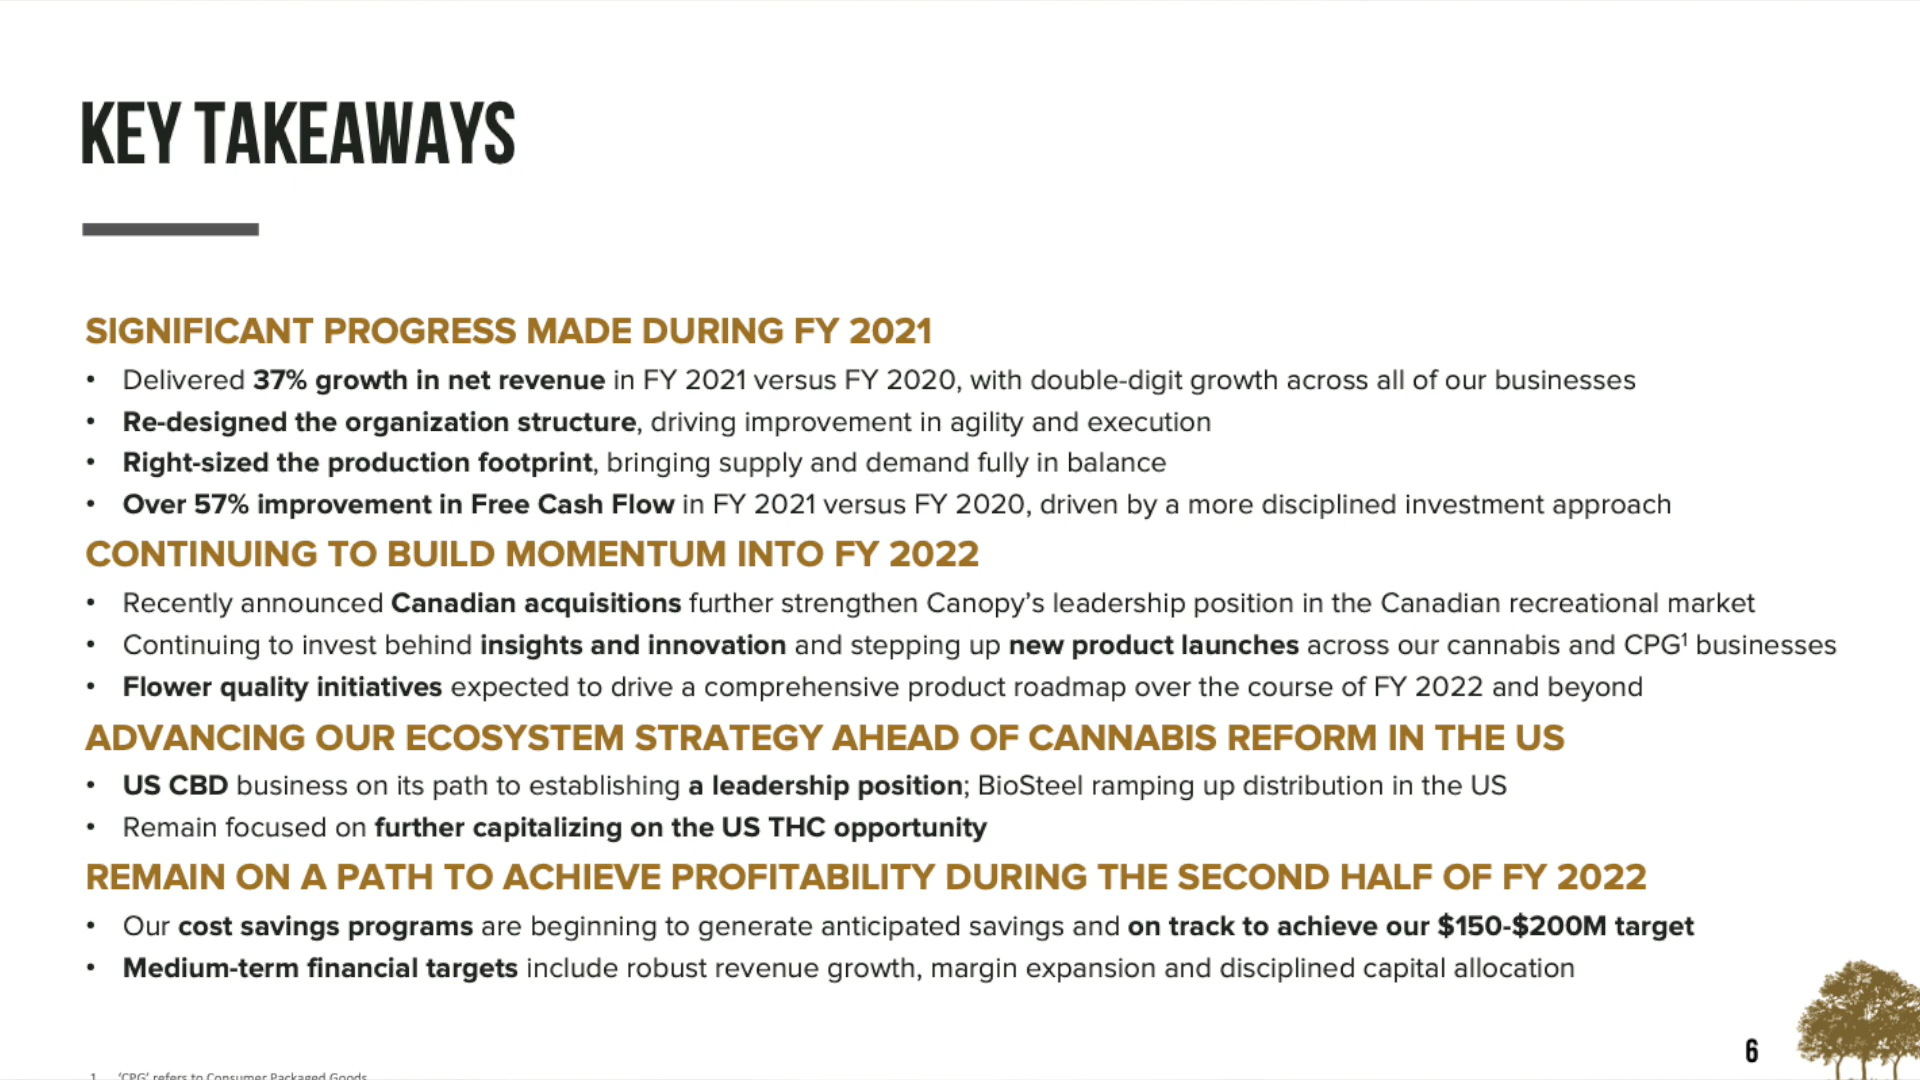 KEY TAKEAWAYS
SIGNIFICANT PROGRESS MADE DURING FY 2021
• Delivered 37% growth in net revenue in FY 2021 versus FY 2020, with double-digit growth across all of our businesses
• Re-designed the organization structure, driving improvement in agility and execution
• Right-sized the production footprint, bringing supply and demand fully in balance
• Over 57% improvement in Free Cash Flow in FY 2021 versus FY 2020, driven by a more disciplined investment approach
CONTINUING TO BUILD MOMENTUM INTO FY 2022
• Recently announced Canadian acquisitions further strengthen Canopy’s leadership position in the Canadian recreational market
• Continuing to invest behind insights and innovation and stepping up new product launches across our cannabis and CPG¹ businesses
• Flower quality initiatives expected to drive a comprehensive product roadmap over the course of FY 2022 and beyond
ADVANCING OUR ECOSYSTEM STRATEGY AHEAD OF CANNABIS REFORM IN THE US
• US CBD business on its path to establishing a leadership position; BioSteel ramping up distribution in the US
• Remain focused on further capitalizing on the US THC opportunity
REMAIN ON A PATH TO ACHIEVE PROFITABILITY DURING THE SECOND HALF OF FY 2022
• Our cost savings programs are beginning to generate anticipated savings and on track to achieve our $150-$200M target
• Medium-term financial targets include robust revenue growth, margin expansion and disciplined capital allocation
6
1 ‘CPG’ refers to Consumer Packaged Goods